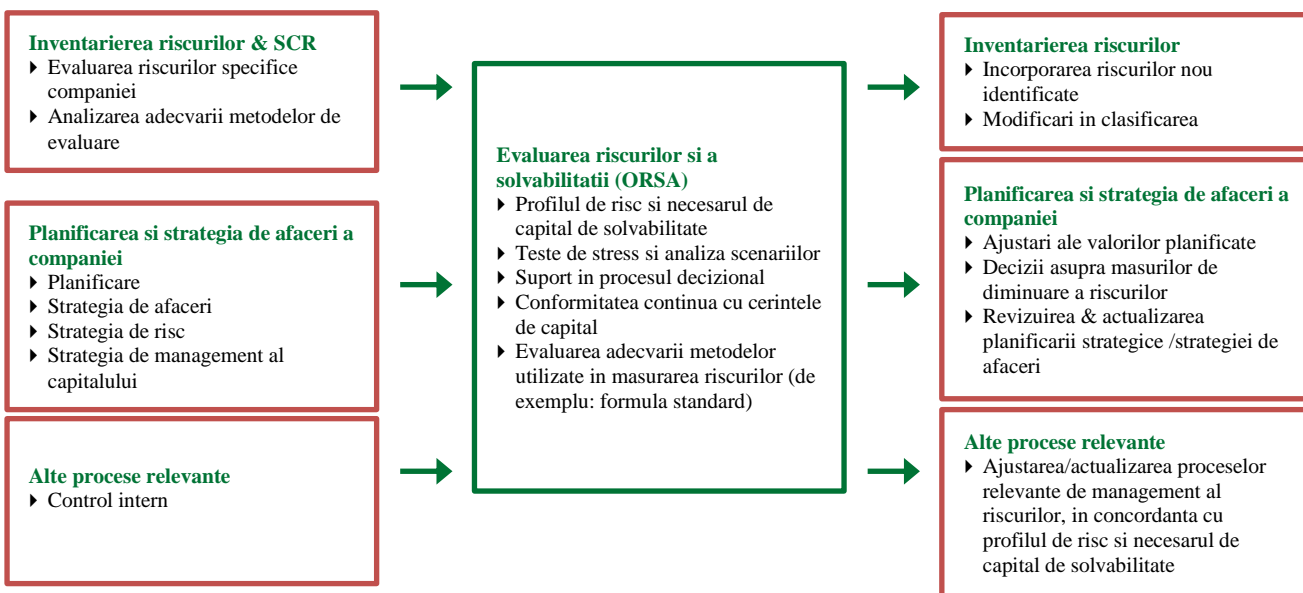 Inventarierea riscurilor & SCR
Evaluarea riscurilor specifice
companiei
Analizarea adecvarii metodelor de
evaluare
Planificarea si strategia de afaceri a
companiei
Planificare
Strategia de afaceri
Strategia de risc
Strategia de management al
capitalului
Alte procese relevante
Control intern
Evaluarea riscurilor si a
solvabilitatii (ORSA)
Profilul de risc si necesarul de
capital de solvabilitate
Teste de stress si analiza scenariilor
Suport in procesul decizional
Conformitatea continua cu cerintele
de capital
Evaluarea adecvarii metodelor
utilizate in masurarea riscurilor (de
exemplu: formula standard)
Inventarierea riscurilor
Incorporarea riscurilor nou
identificate
Modificari in clasificarea
Planificarea si strategia de afaceri a
companiei
Ajustari ale valorilor planificate
Decizii asupra masurilor de
diminuare a riscurilor
Revizuirea & actualizarea
planificarii strategice /strategiei de
afaceri
Alte procese relevante
Ajustarea/actualizarea proceselor
relevante de management al
riscurilor, in concordanta cu
profilul de risc si necesarul de
capital de solvabilitate